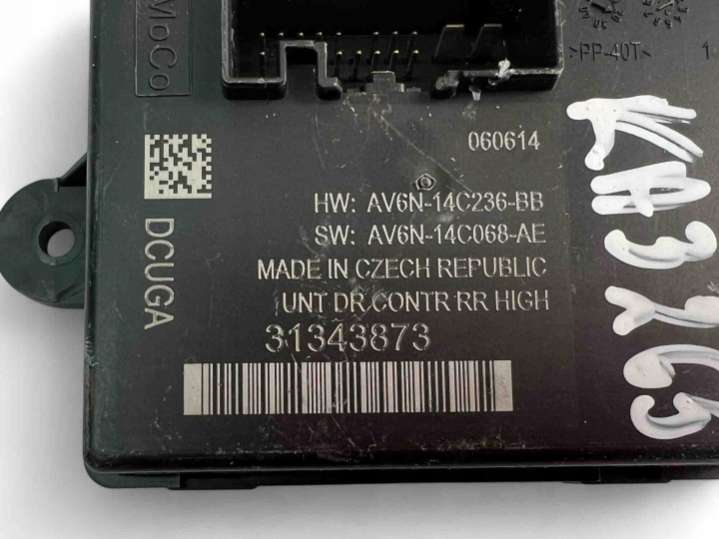 MoCo
>PP-40T<
1
060614
HW: AV6N-14C236-BB
SW: AV6N-14C068-AE
MADE IN CZECH REPUBLIC
UNT DR CONTR RR HIGH
31343873
DCUGA